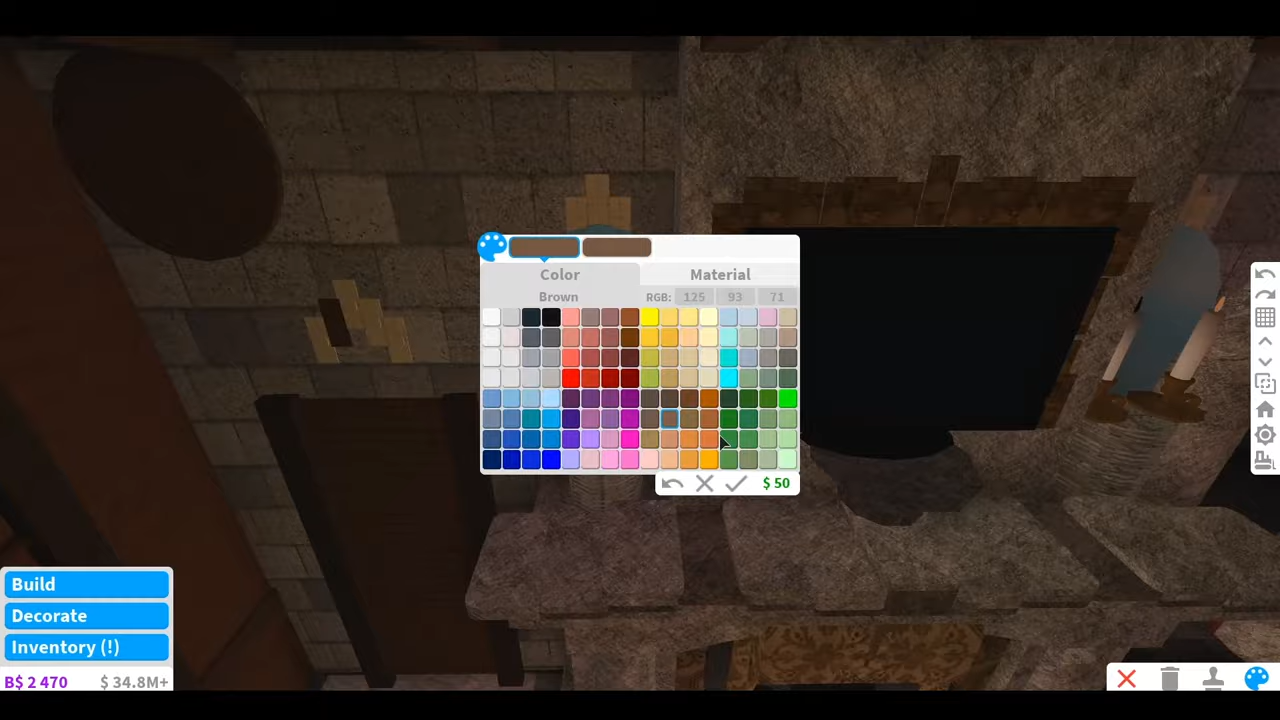 Color
Material
Brown
RGB: 125 93 71
$ 50
Build
Decorate
Inventory (!)
B$ 2 470 $ 34.8M+